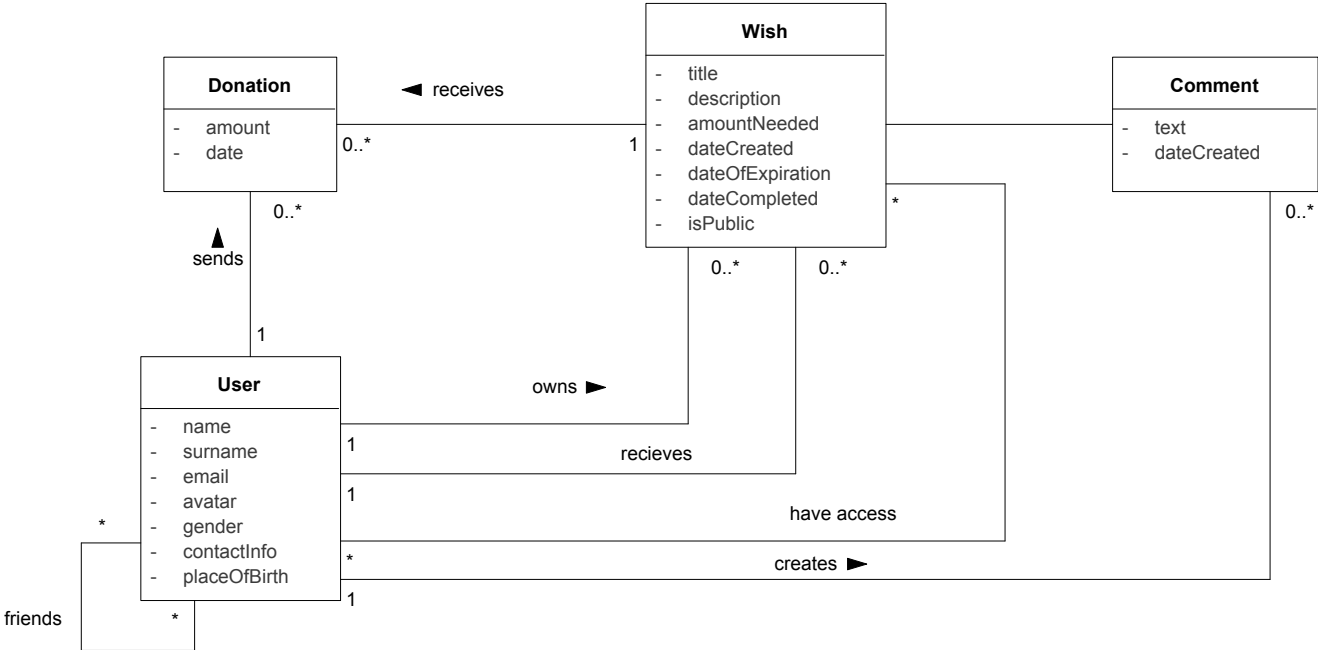 Wish
- title
- description
- amountNeeded
- dateCreated
- dateOfExpiration
- dateCompleted
- isPublic
Donation
- amount
- date
Comment
- text
- dateCreated
◄ receives
0..*
1
0..*
▲
sends
1
0..*
0..*
*
0..*
User
- name
- surname
- email
- avatar
- gender
- contactInfo
- placeOfBirth
owns ►
1
recieves
1
have access
*
creates ►
1
*
friends
*